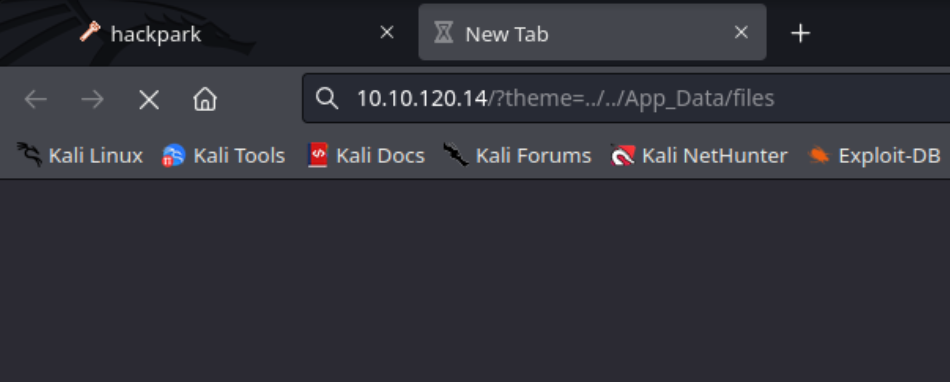 hackpark New Tab
10.10.120.14/?theme=../../App_Data/files
Kali Linux Kali Tools Kali Docs Kali Forums Kali NetHunter Exploit-DB